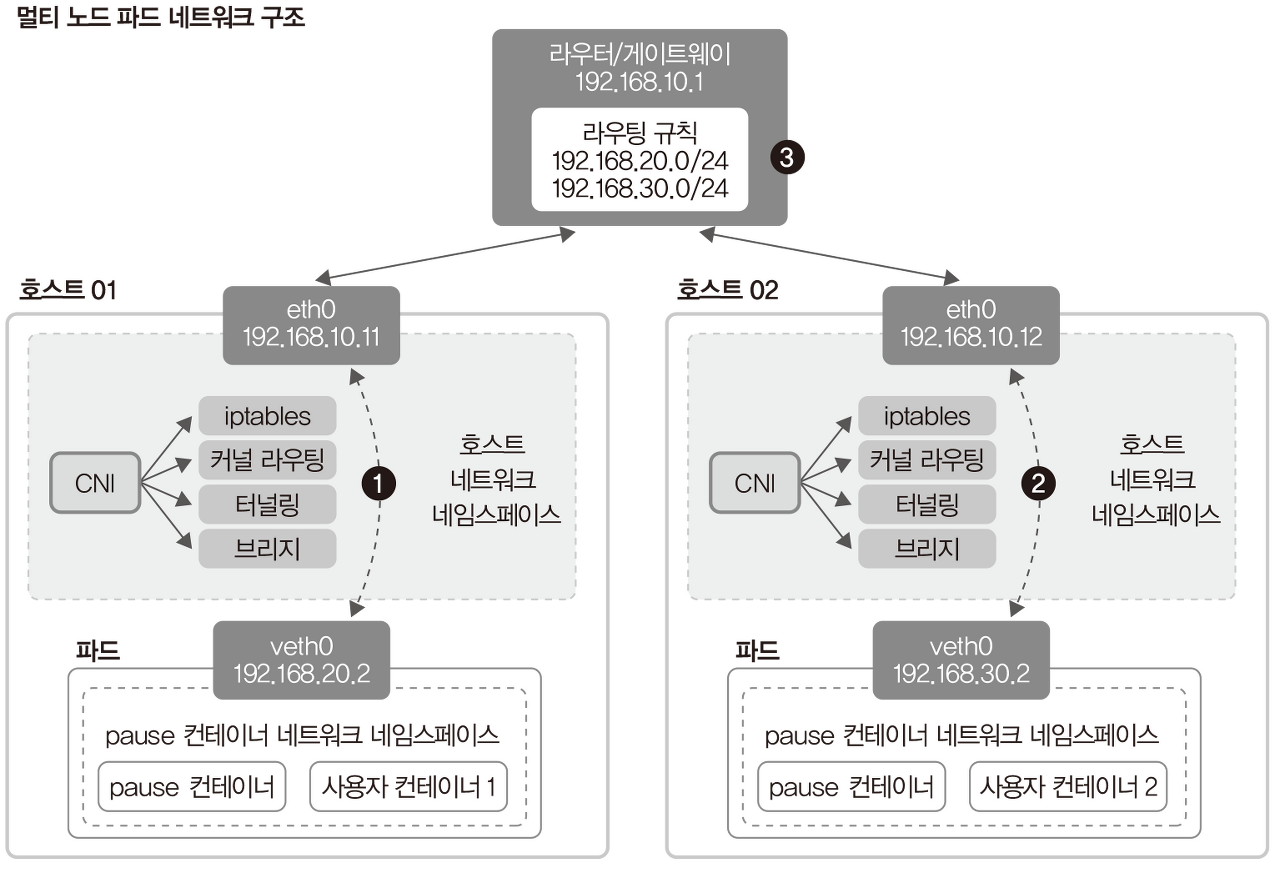 멀티 노드 파드 네트워크 구조
라우터/게이트웨이
192.168.10.1
라우팅 규칙
192.168.20.0/24
192.168.30.0/24
3
호스트 01
eth0
192.168.10.11
iptables
커널 라우팅
터널링
브리지
CNI
1
호스트
네트워크
네임스페이스
파드
veth0
192.168.20.2
pause 컨테이너 네트워크 네임스페이스
pause 컨테이너
사용자 컨테이너 1
호스트 02
eth0
192.168.10.12
iptables
커널 라우팅
터널링
브리지
CNI
2
호스트
네트워크
네임스페이스
파드
veth0
192.168.30.2
pause 컨테이너 네트워크 네임스페이스
pause 컨테이너
사용자 컨테이너 2